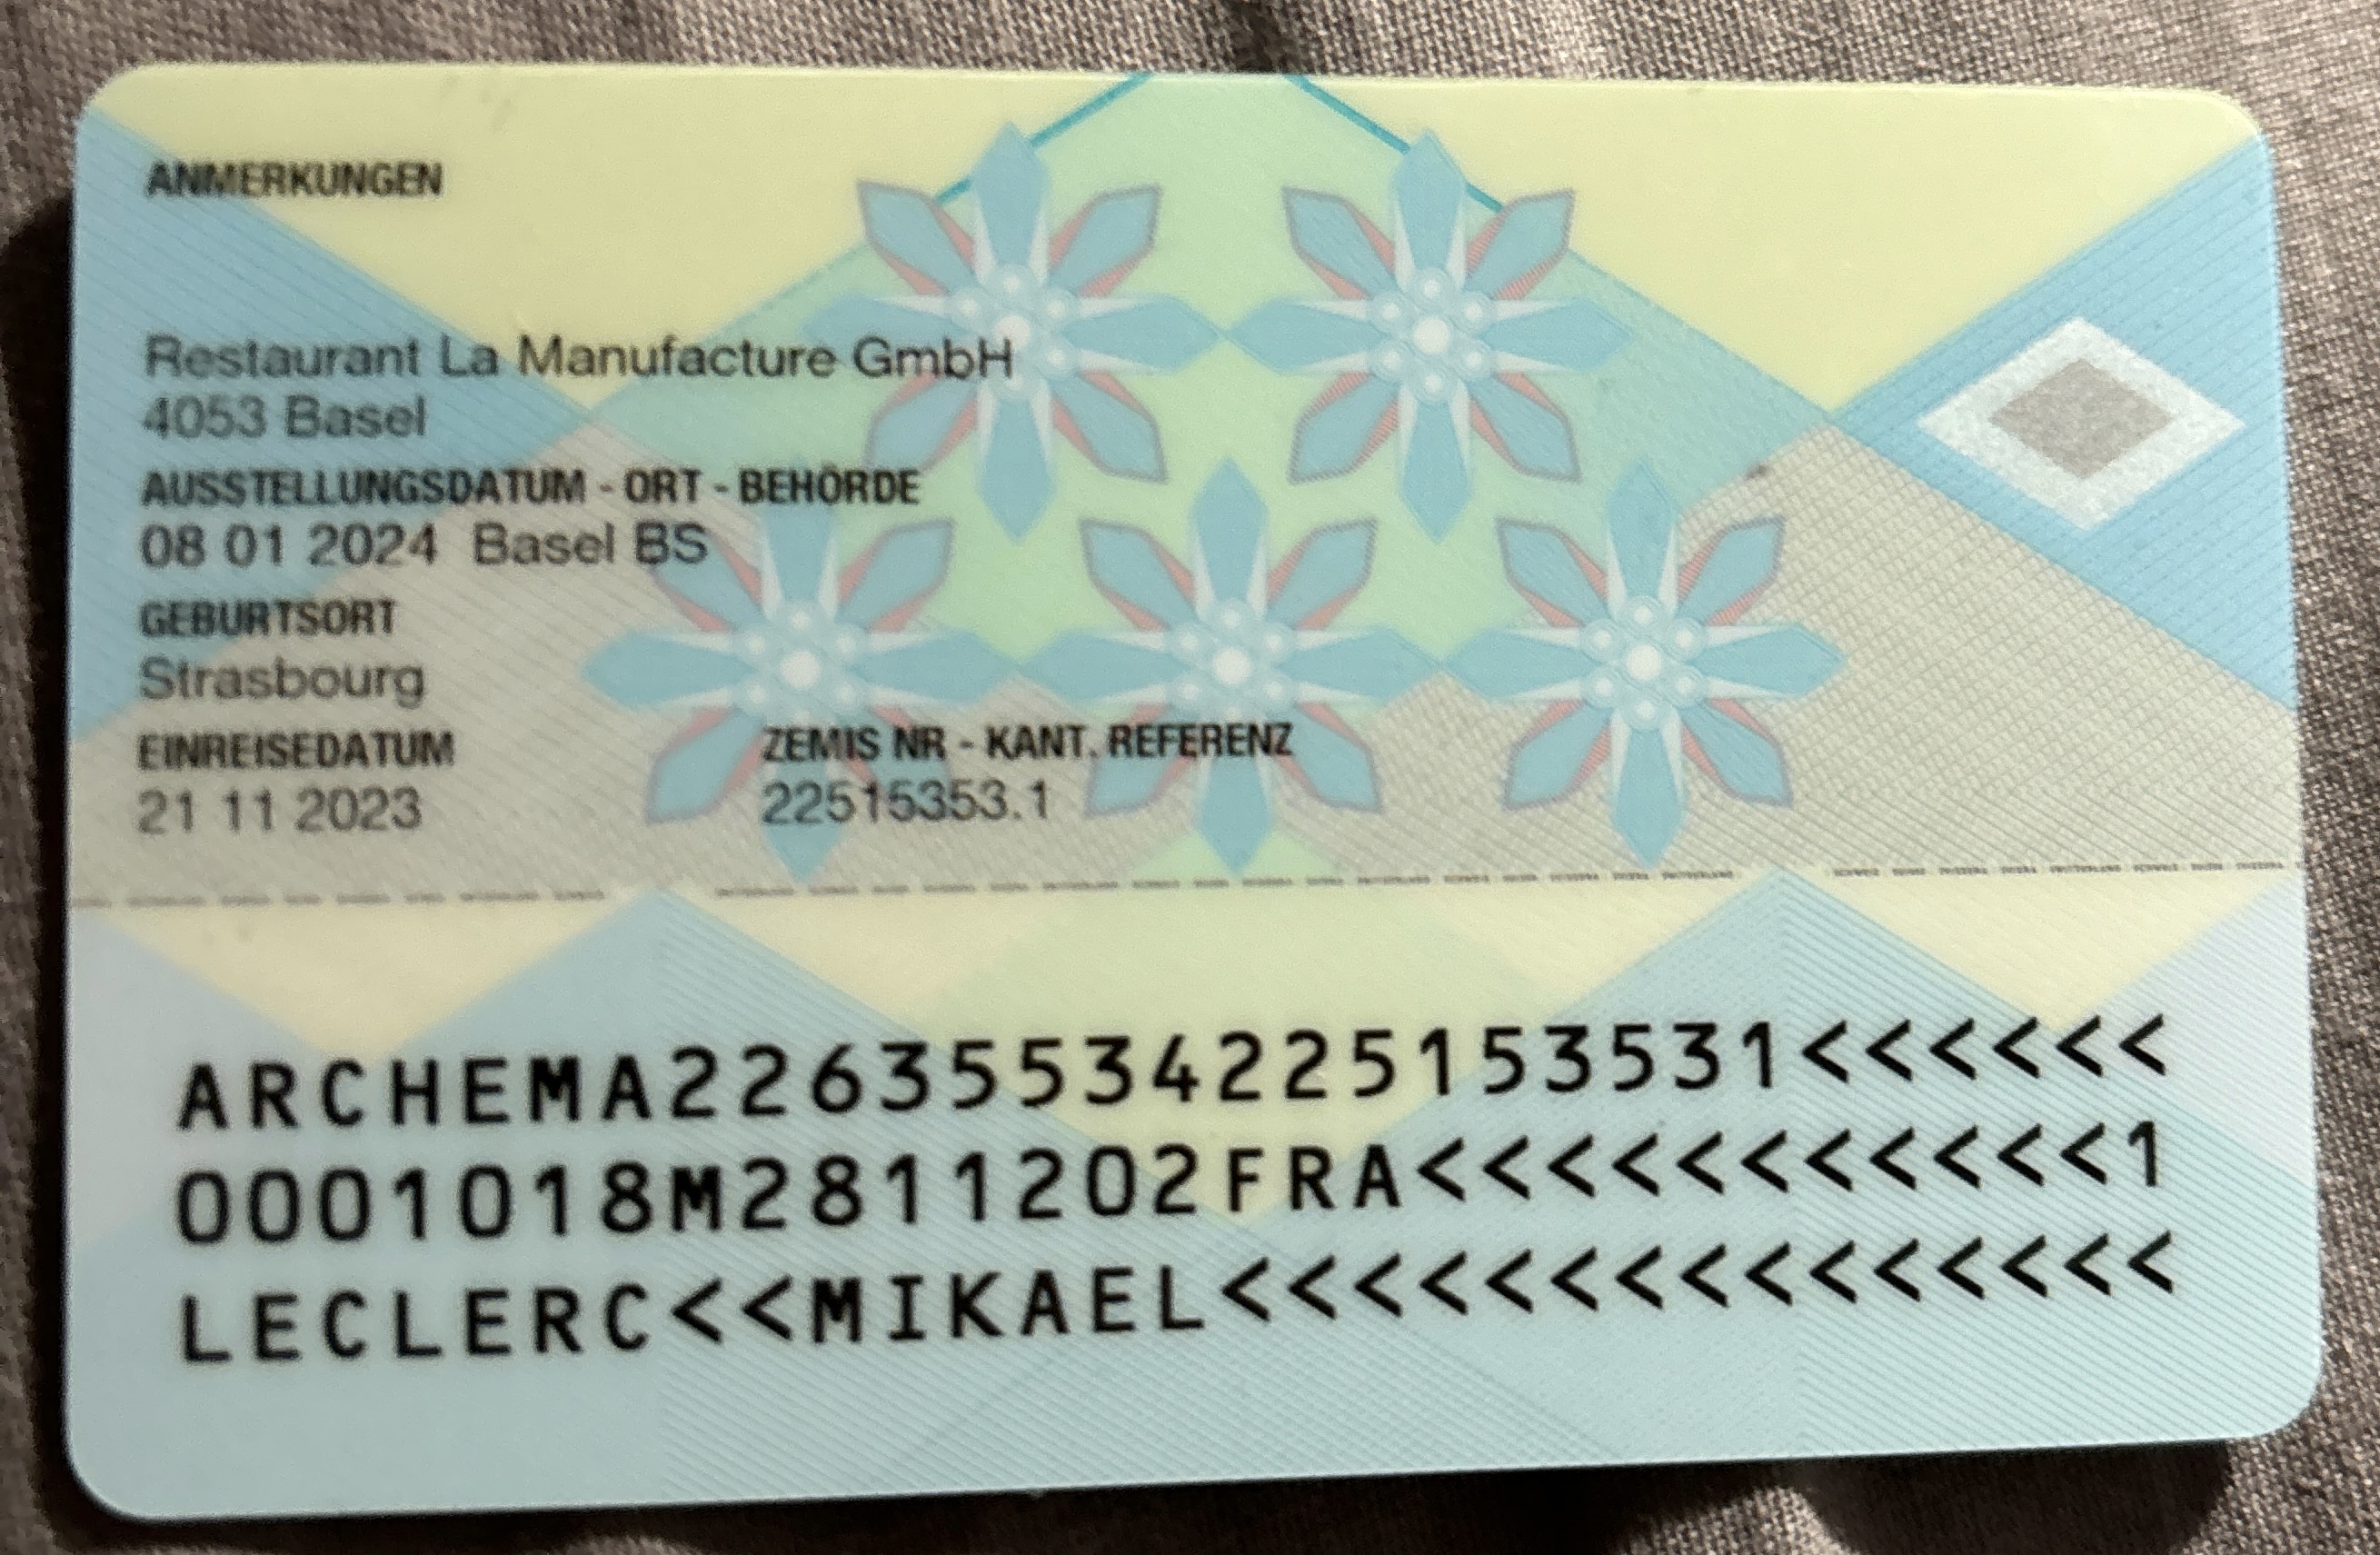 ANMERKUNGEN
Restaurant La Manufacture GmbH
4053 Basel
AUSSTELLUNGSDATUM - ORT - BEHÖRDE
08 01 2024 Basel BS
GEBURTSORT
Strasbourg
EINREISEDATUM ZEMIS NR - KANT. REFERENZ
21 11 2023 22515353.1
ARCHEMA226355342251535 31<<<<<<
0001018M2811202FRA<<<<<<<<<<<1
LECLERC<<MIKAEL<<<<<<<<<<<<<<<